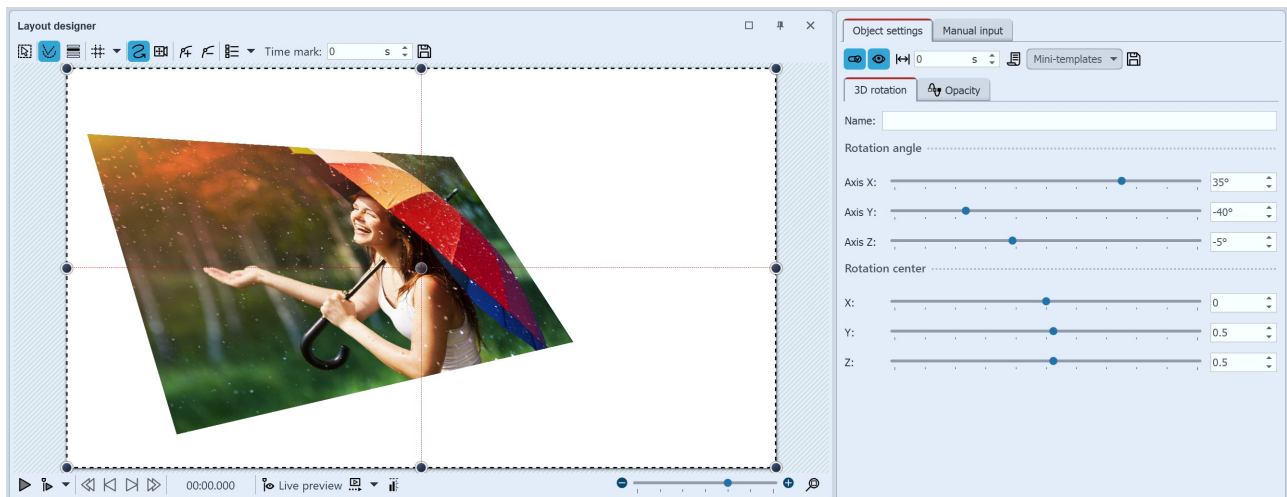 Layout designer
Time mark: 0 s
00:00.000 Live preview
Object settings Manual input
0 s Mini-templates
3D rotation Opacity
Name:
Rotation angle
Axis X: 35°
Axis Y: -40°
Axis Z: -5°
Rotation center
X: 0
Y: 0.5
Z: 0.5